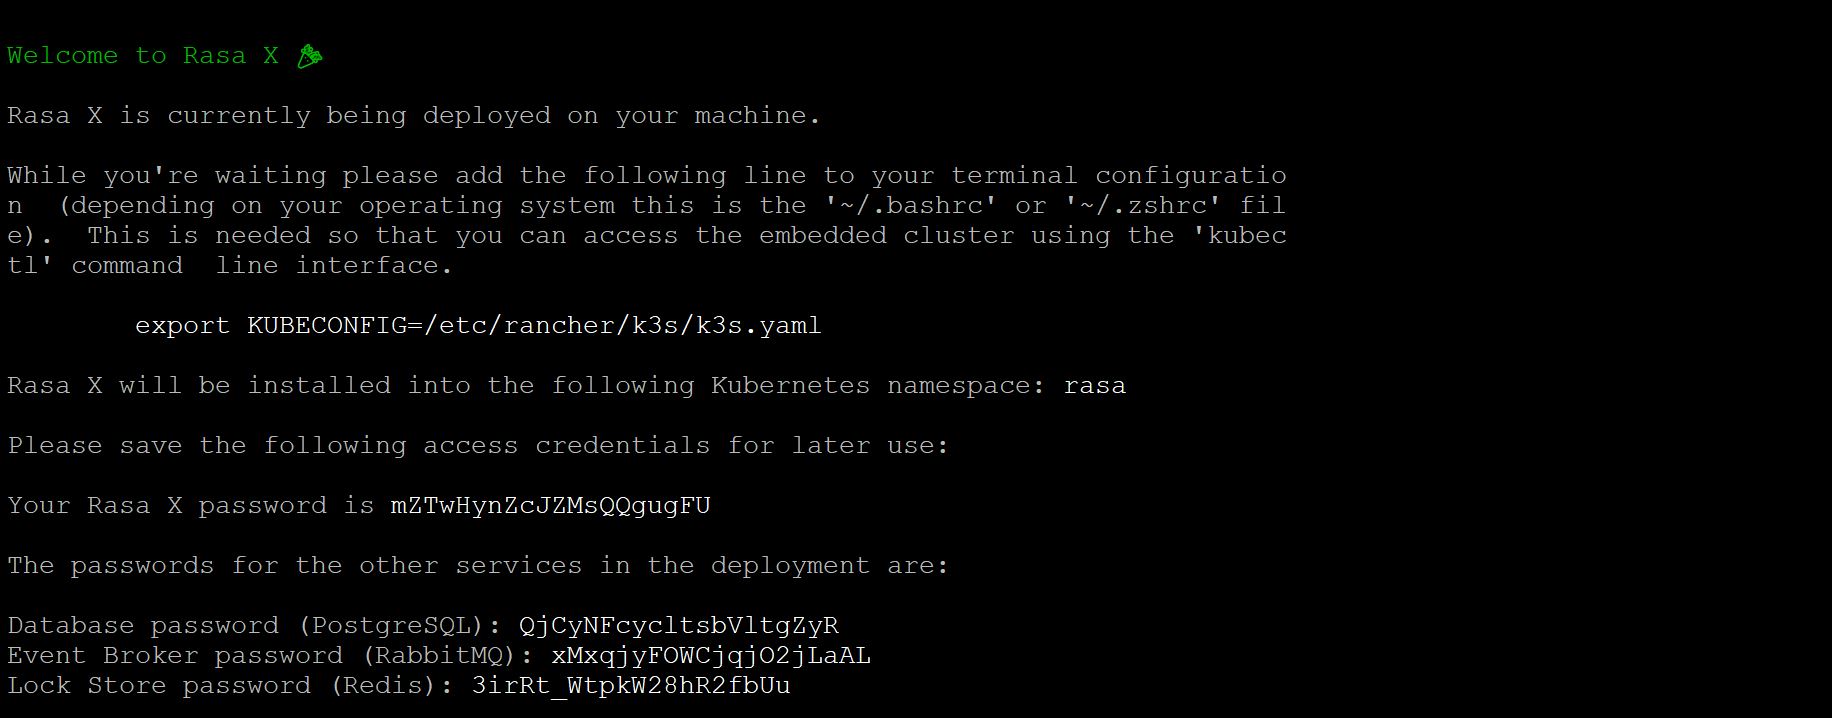 Welcome to Rasa X 🎉
Rasa X is currently being deployed on your machine.
While you're waiting please add the following line to your terminal configuratio
n  (depending on your operating system this is the '~/.bashrc' or '~/.zshrc' fil
e).  This is needed so that you can access the embedded cluster using the 'kubec
tl' command  line interface.
export KUBECONFIG=/etc/rancher/k3s/k3s.yaml
Rasa X will be installed into the following Kubernetes namespace: rasa
Please save the following access credentials for later use:
Your Rasa X password is mZTwHynZcJZMsQQgugFU
The passwords for the other services in the deployment are:
Database password (PostgreSQL): QjCyNFcycltsbVltgZyR
Event Broker password (RabbitMQ): xMxqjyFOWCjqjO2jLaAL
Lock Store password (Redis): 3irRt_WtpkW28hR2fbUu